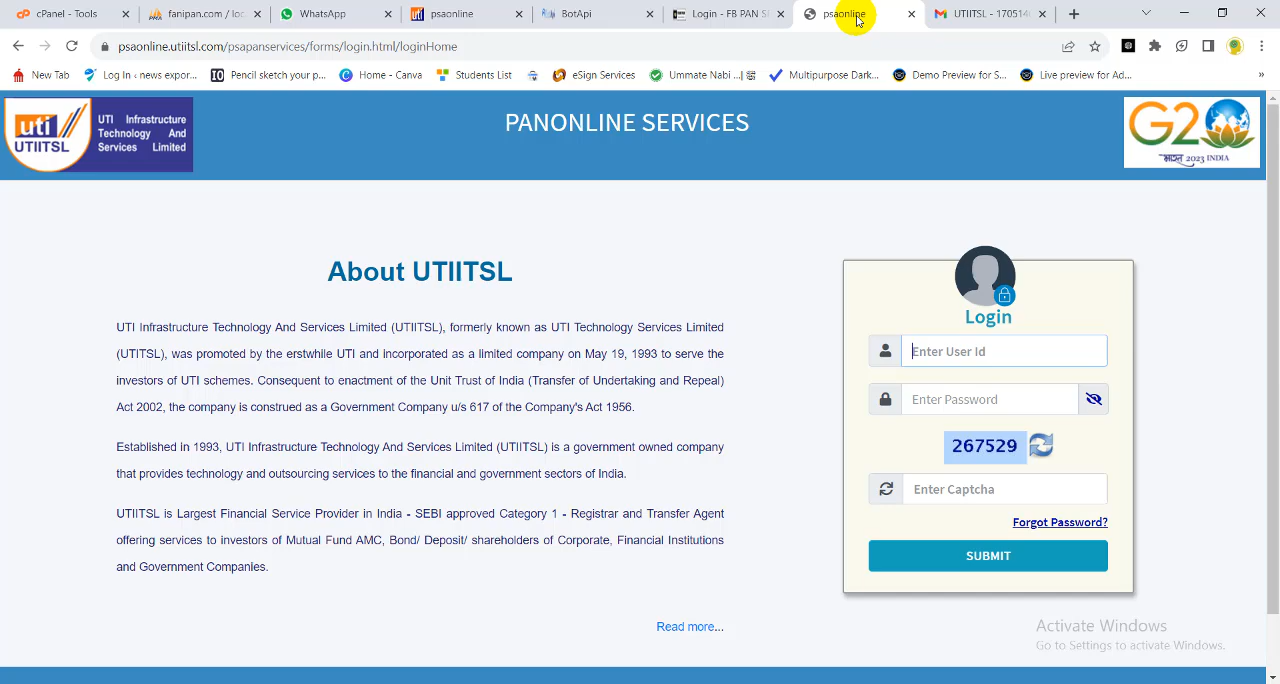 cPanel - Tools
fanipan.com / loc
WhatsApp
psaonline
BotApi
Login - FB PAN SE
psaonline
UTIITSL - 170514
psaonline.utiitsl.com/psapanservices/forms/login.html/loginHome
New Tab
Log In ‹ news expor...
Pencil sketch your p...
Home - Canva
Students List
eSign Services
Ummate Nabi ...
Multipurpose Dark...
Demo Preview for S...
Live preview for Ad...
»
uti
UTIITSL
UTI Infrastructure
Technology And
Services Limited
PANONLINE SERVICES
G20
भारत 2023 INDIA
About UTIITSL
UTI Infrastructure Technology And Services Limited (UTIITSL), formerly known as UTI Technology Services Limited
(UTITSL), was promoted by the erstwhile UTI and incorporated as a limited company on May 19, 1993 to serve the
investors of UTI schemes. Consequent to enactment of the Unit Trust of India (Transfer of Undertaking and Repeal)
Act 2002, the company is construed as a Government Company u/s 617 of the Company's Act 1956.
Established in 1993, UTI Infrastructure Technology And Services Limited (UTIITSL) is a government owned company
that provides technology and outsourcing services to the financial and government sectors of India.
UTIITSL is Largest Financial Service Provider in India - SEBI approved Category 1 - Registrar and Transfer Agent
offering services to investors of Mutual Fund AMC, Bond/ Deposit/ shareholders of Corporate, Financial Institutions
and Government Companies.
Read more...
Login
Enter User Id
Enter Password
267529
Enter Captcha
Forgot Password?
SUBMIT
Activate Windows
Go to Settings to activate Windows.